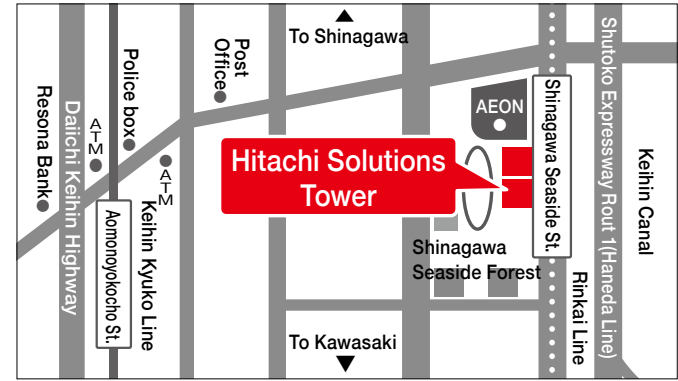 To Shinagawa
Post
Office
Police box
ATM
Resona Bank
Daiichi Keihin Highway
ATM
Aomonoyokocho St.
Keihin Kyuko Line
Hitachi Solutions
Tower
AEON
Shinagawa
Seaside Forest
Shinagawa Seaside St.
Rinkai Line
Shutoko Expressway Rout 1(Haneda Line)
Keihin Canal
To Kawasaki